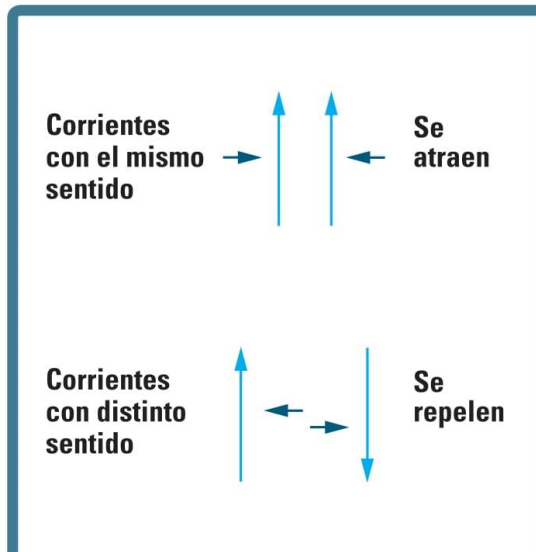 Corrientes
con el mismo
sentido
Se
atraen
Corrientes
con distinto
sentido
Se
repelen